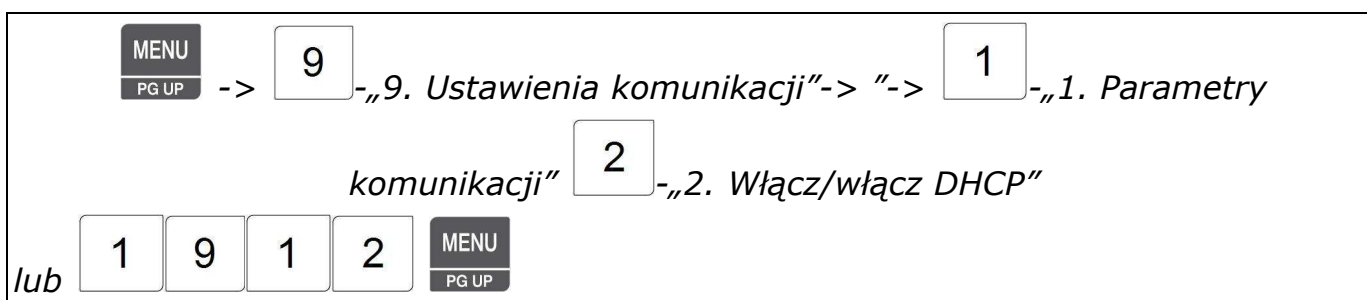 MENU
PG UP -> 9 -„9. Ustawienia komunikacji”-> ”-> 1 -„1. Parametry
komunikacji” 2 -„2. Włącz/włącz DHCP”
lub 1 9 1 2 MENU
PG UP